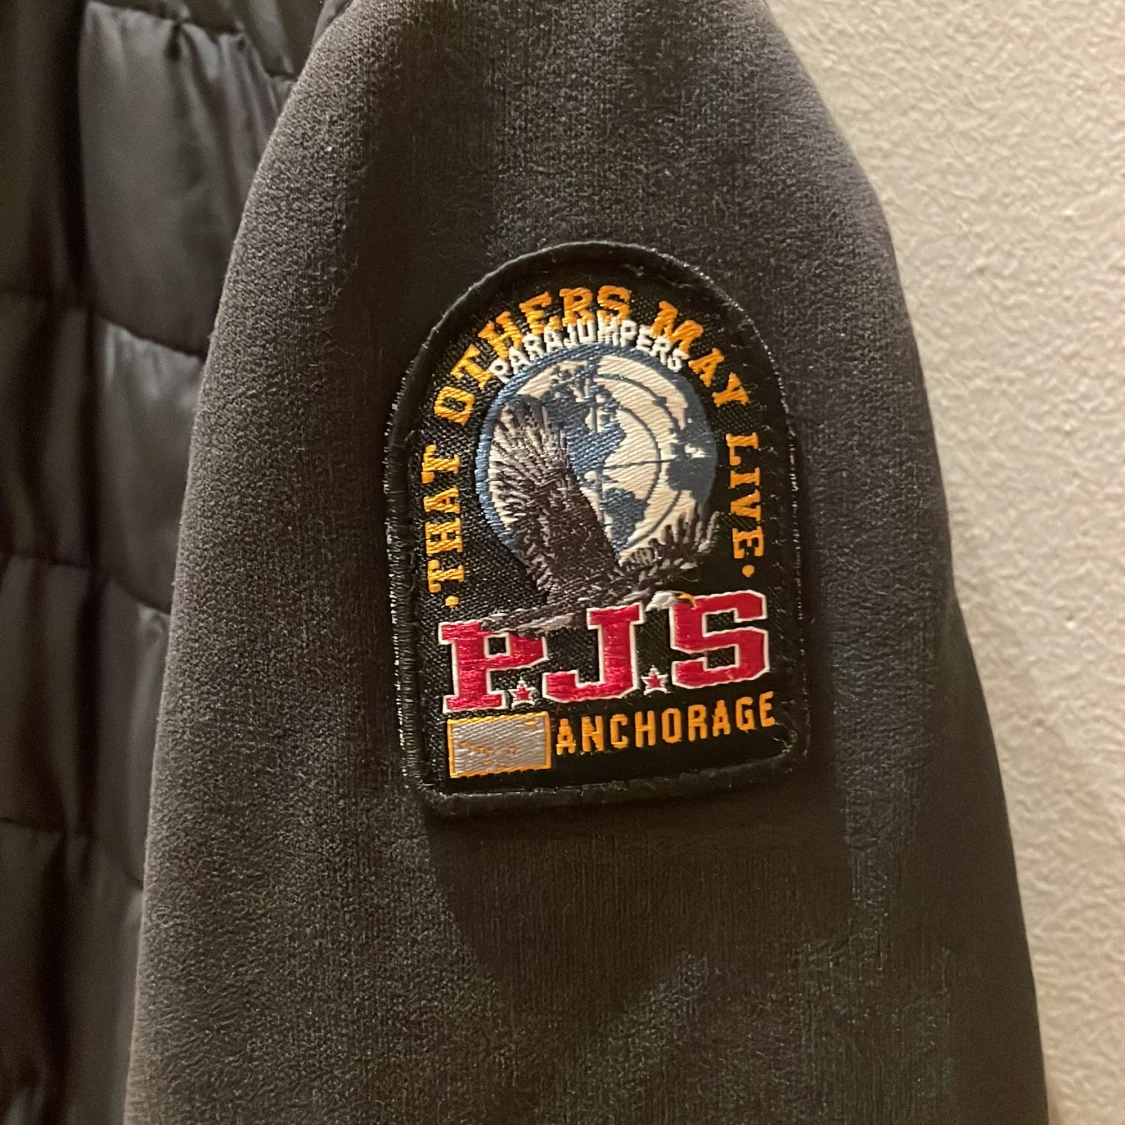 ·THAT OTHERS MAY LIVE·
PARAJUMPERS
P.J.S
ANCHORAGE